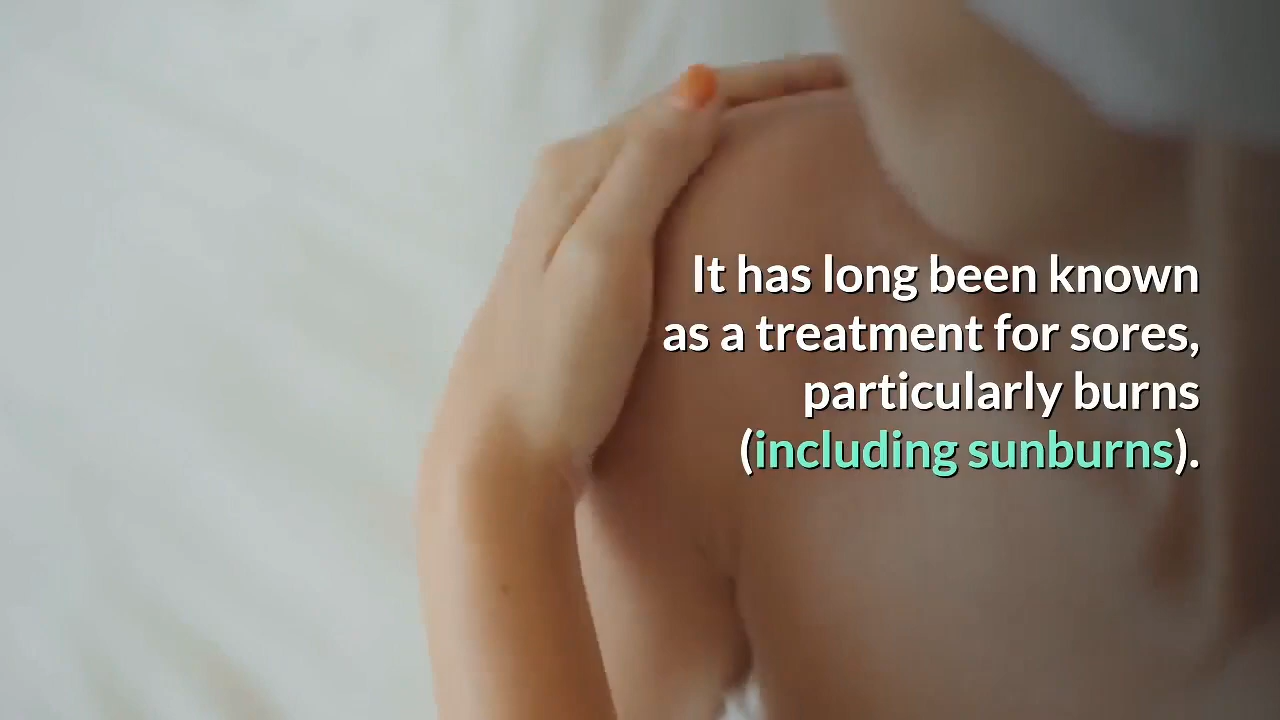 It has long been known
as a treatment for sores,
particularly burns
(including sunburns).